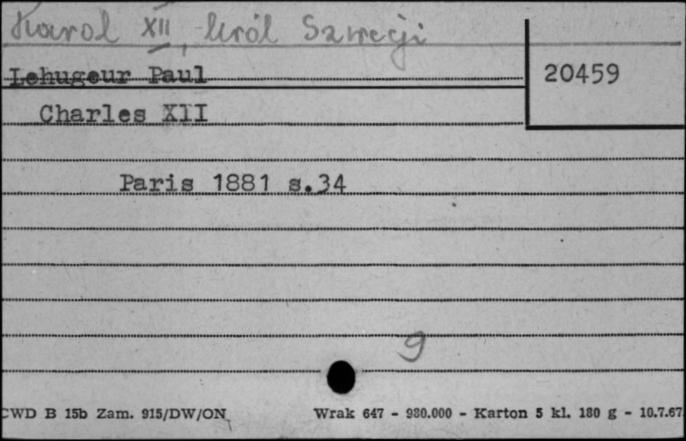 Karol XII, król Szwecji
Lehugeur Paul
20459
Charles XII
Paris 1881 s.34
9
CWD B 15b Zam. 915/DW/ON Wrak 647 - 980.000 - Karton 5 kl. 180 g - 10.7.67